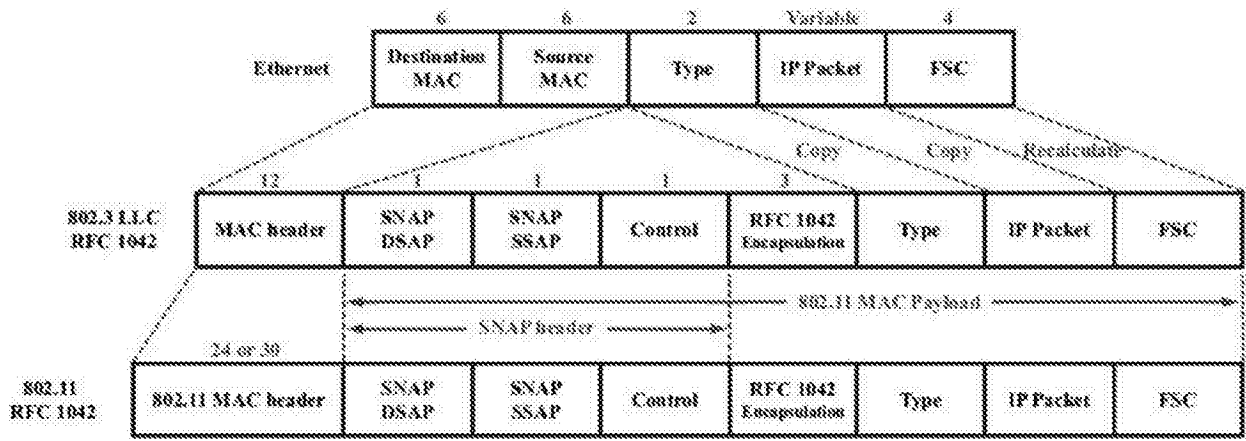 6 6 2 Variable 4
Ethernet
Destination
MAC
Source
MAC
Type
IP Packet
FSC
Copy Copy Recalculate
12 1 1 1 3
802.3 LLC
RFC 1042
MAC header
SNAP
DSAP
SNAP
SSAP
Control
RFC 1042
Encapsulation
Type
IP Packet
FSC
802.11 MAC Payload
SNAP header
24 or 30
802.11
RFC 1042
802.11 MAC header
SNAP
DSAP
SNAP
SSAP
Control
RFC 1042
Encapsulation
Type
IP Packet
FSC